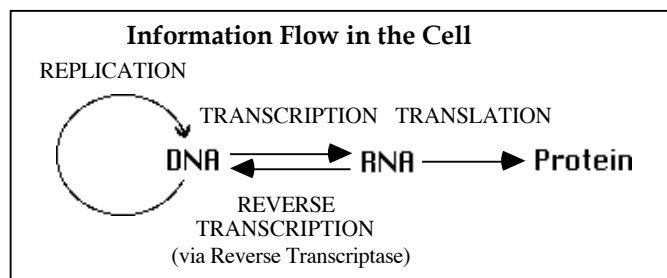 Information Flow in the Cell
REPLICATION
TRANSCRIPTION TRANSLATION
DNA RNA Protein
REVERSE
TRANSCRIPTION
(via Reverse Transcriptase)